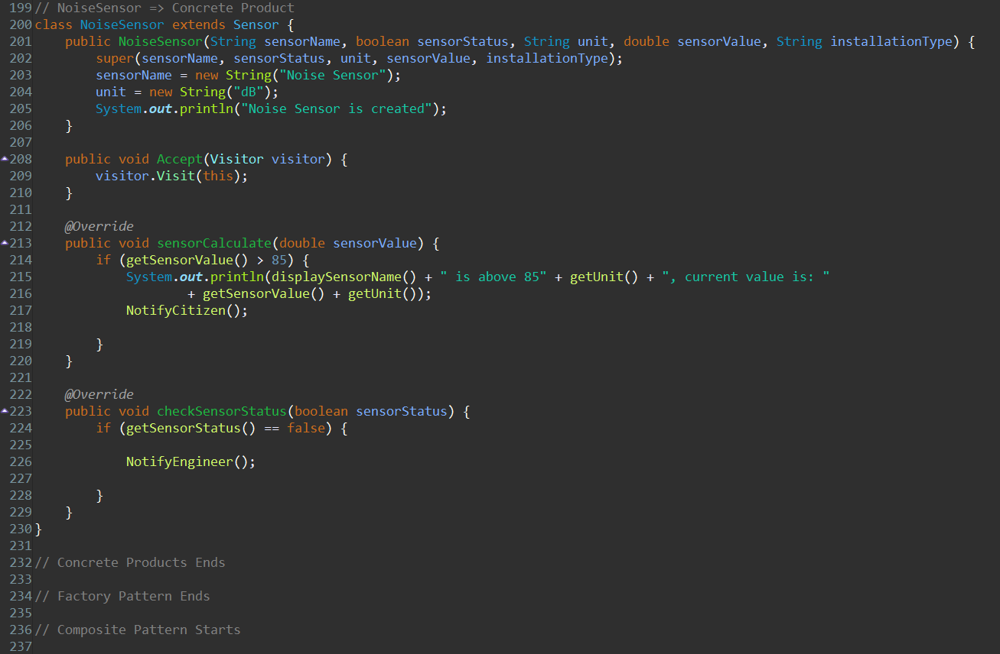 199 // NoiseSensor => Concrete Product
200 class NoiseSensor extends Sensor {
201     public NoiseSensor(String sensorName, boolean sensorStatus, String unit, double sensorValue, String installationType) {
202         super(sensorName, sensorStatus, unit, sensorValue, installationType);
203         sensorName = new String("Noise Sensor");
204         unit = new String("dB");
205         System.out.println("Noise Sensor is created");
206     }
207
208     public void Accept(Visitor visitor) {
209         visitor.Visit(this);
210     }
211
212     @Override
213     public void sensorCalculate(double sensorValue) {
214         if (getSensorValue() > 85) {
215             System.out.println(displaySensorName() + " is above 85" + getUnit() + ", current value is: "
216                     + getSensorValue() + getUnit());
217             NotifyCitizen();
218
219         }
220     }
221
222     @Override
223     public void checkSensorStatus(boolean sensorStatus) {
224         if (getSensorStatus() == false) {
225
226             NotifyEngineer();
227
228         }
229     }
230 }
231
232 // Concrete Products Ends
233
234 // Factory Pattern Ends
235
236 // Composite Pattern Starts
237